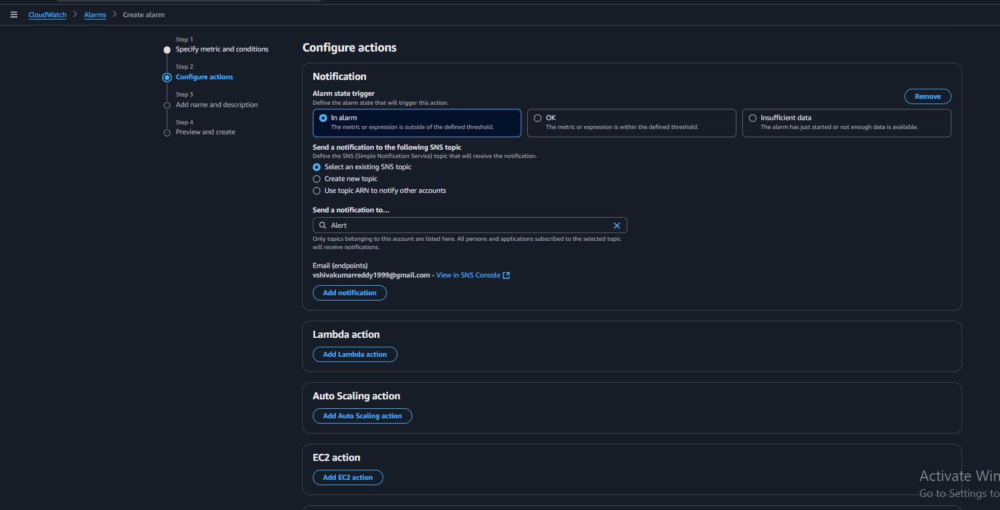 CloudWatch > Alarms > Create alarm
Step 1
Specify metric and conditions
Step 2
Configure actions
Step 3
Add name and description
Step 4
Preview and create
Configure actions
Notification
Alarm state trigger
Define the alarm state that will trigger this action.
Remove
In alarm
The metric or expression is outside of the defined threshold.
OK
The metric or expression is within the defined threshold.
Insufficient data
The alarm has just started or not enough data is available.
Send a notification to the following SNS topic
Define the SNS (Simple Notification Service) topic that will receive the notification.
Select an existing SNS topic
Create new topic
Use topic ARN to notify other accounts
Send a notification to...
Alert
Only topics belonging to this account are listed here. All persons and applications subscribed to the selected topic
will receive notifications.
Email (endpoints)
vshivakumarreddy1999@gmail.com - View in SNS Console
Add notification
Lambda action
Add Lambda action
Auto Scaling action
Add Auto Scaling action
EC2 action
Add EC2 action
Activate Win
Go to Settings to